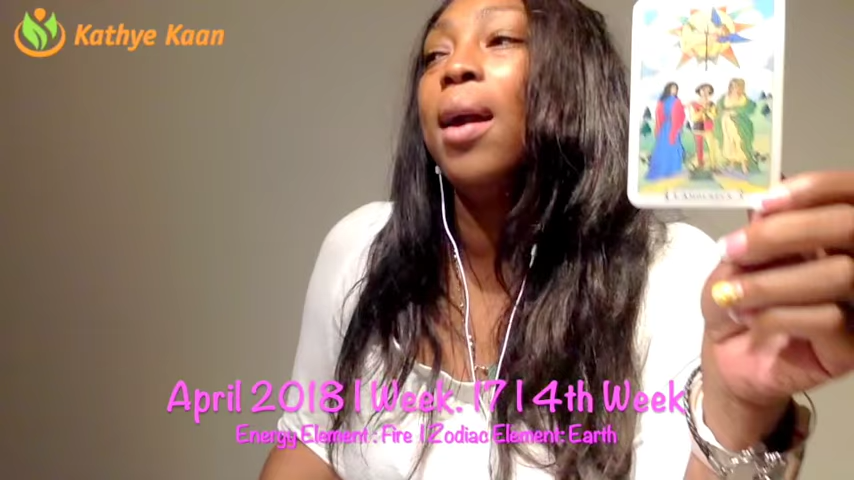 Kathye Kaan
April 2018 | Week. 17 | 4th Week
Energy Element : Fire | Zodiac Element: Earth